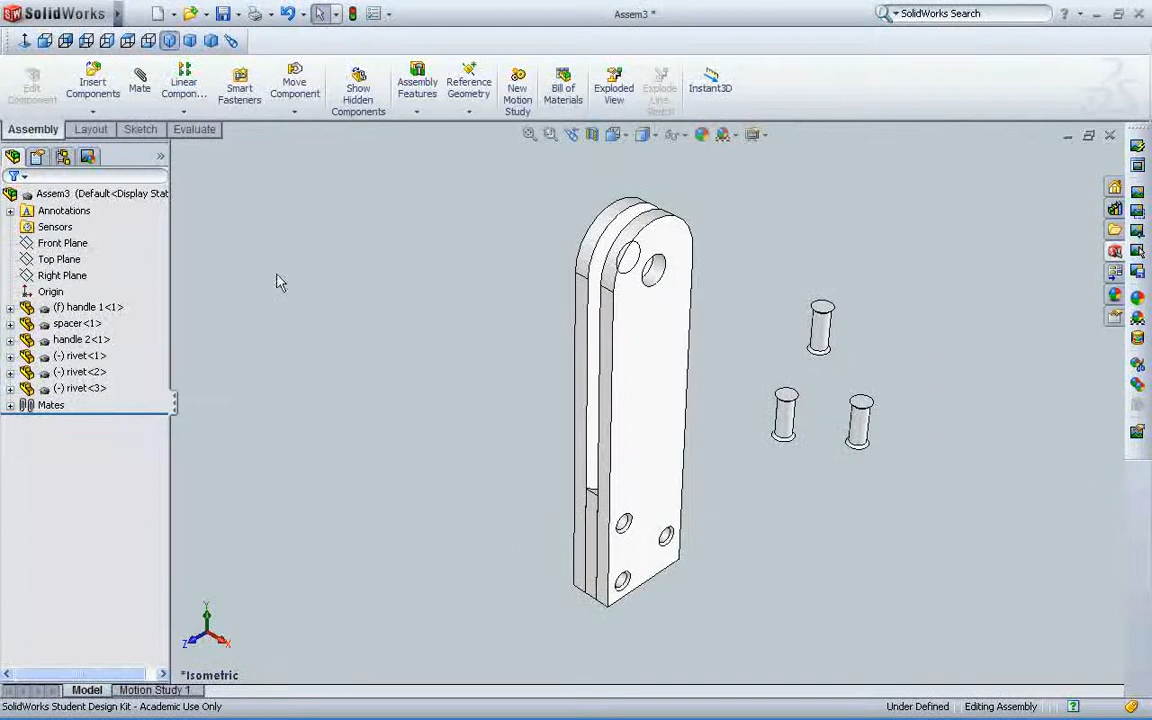 SolidWorks
Assem3 *
SolidWorks Search
Edit Component
Insert Components
Mate
Linear Compon...
Smart Fasteners
Move Component
Show Hidden Components
Assembly Features
Reference Geometry
New Motion Study
Bill of Materials
Exploded View
Explode Line Sketch
Instant3D
Assembly
Layout
Sketch
Evaluate
Assem3 (Default<Display Stat
Annotations
Sensors
Front Plane
Top Plane
Right Plane
Origin
(f) handle 1<1>
spacer<1>
handle 2<1>
(-) rivet<1>
(-) rivet<2>
(-) rivet<3>
Mates
Y
Z
X
*Isometric
Model
Motion Study 1
SolidWorks Student Design Kit - Academic Use Only
Under Defined
Editing Assembly